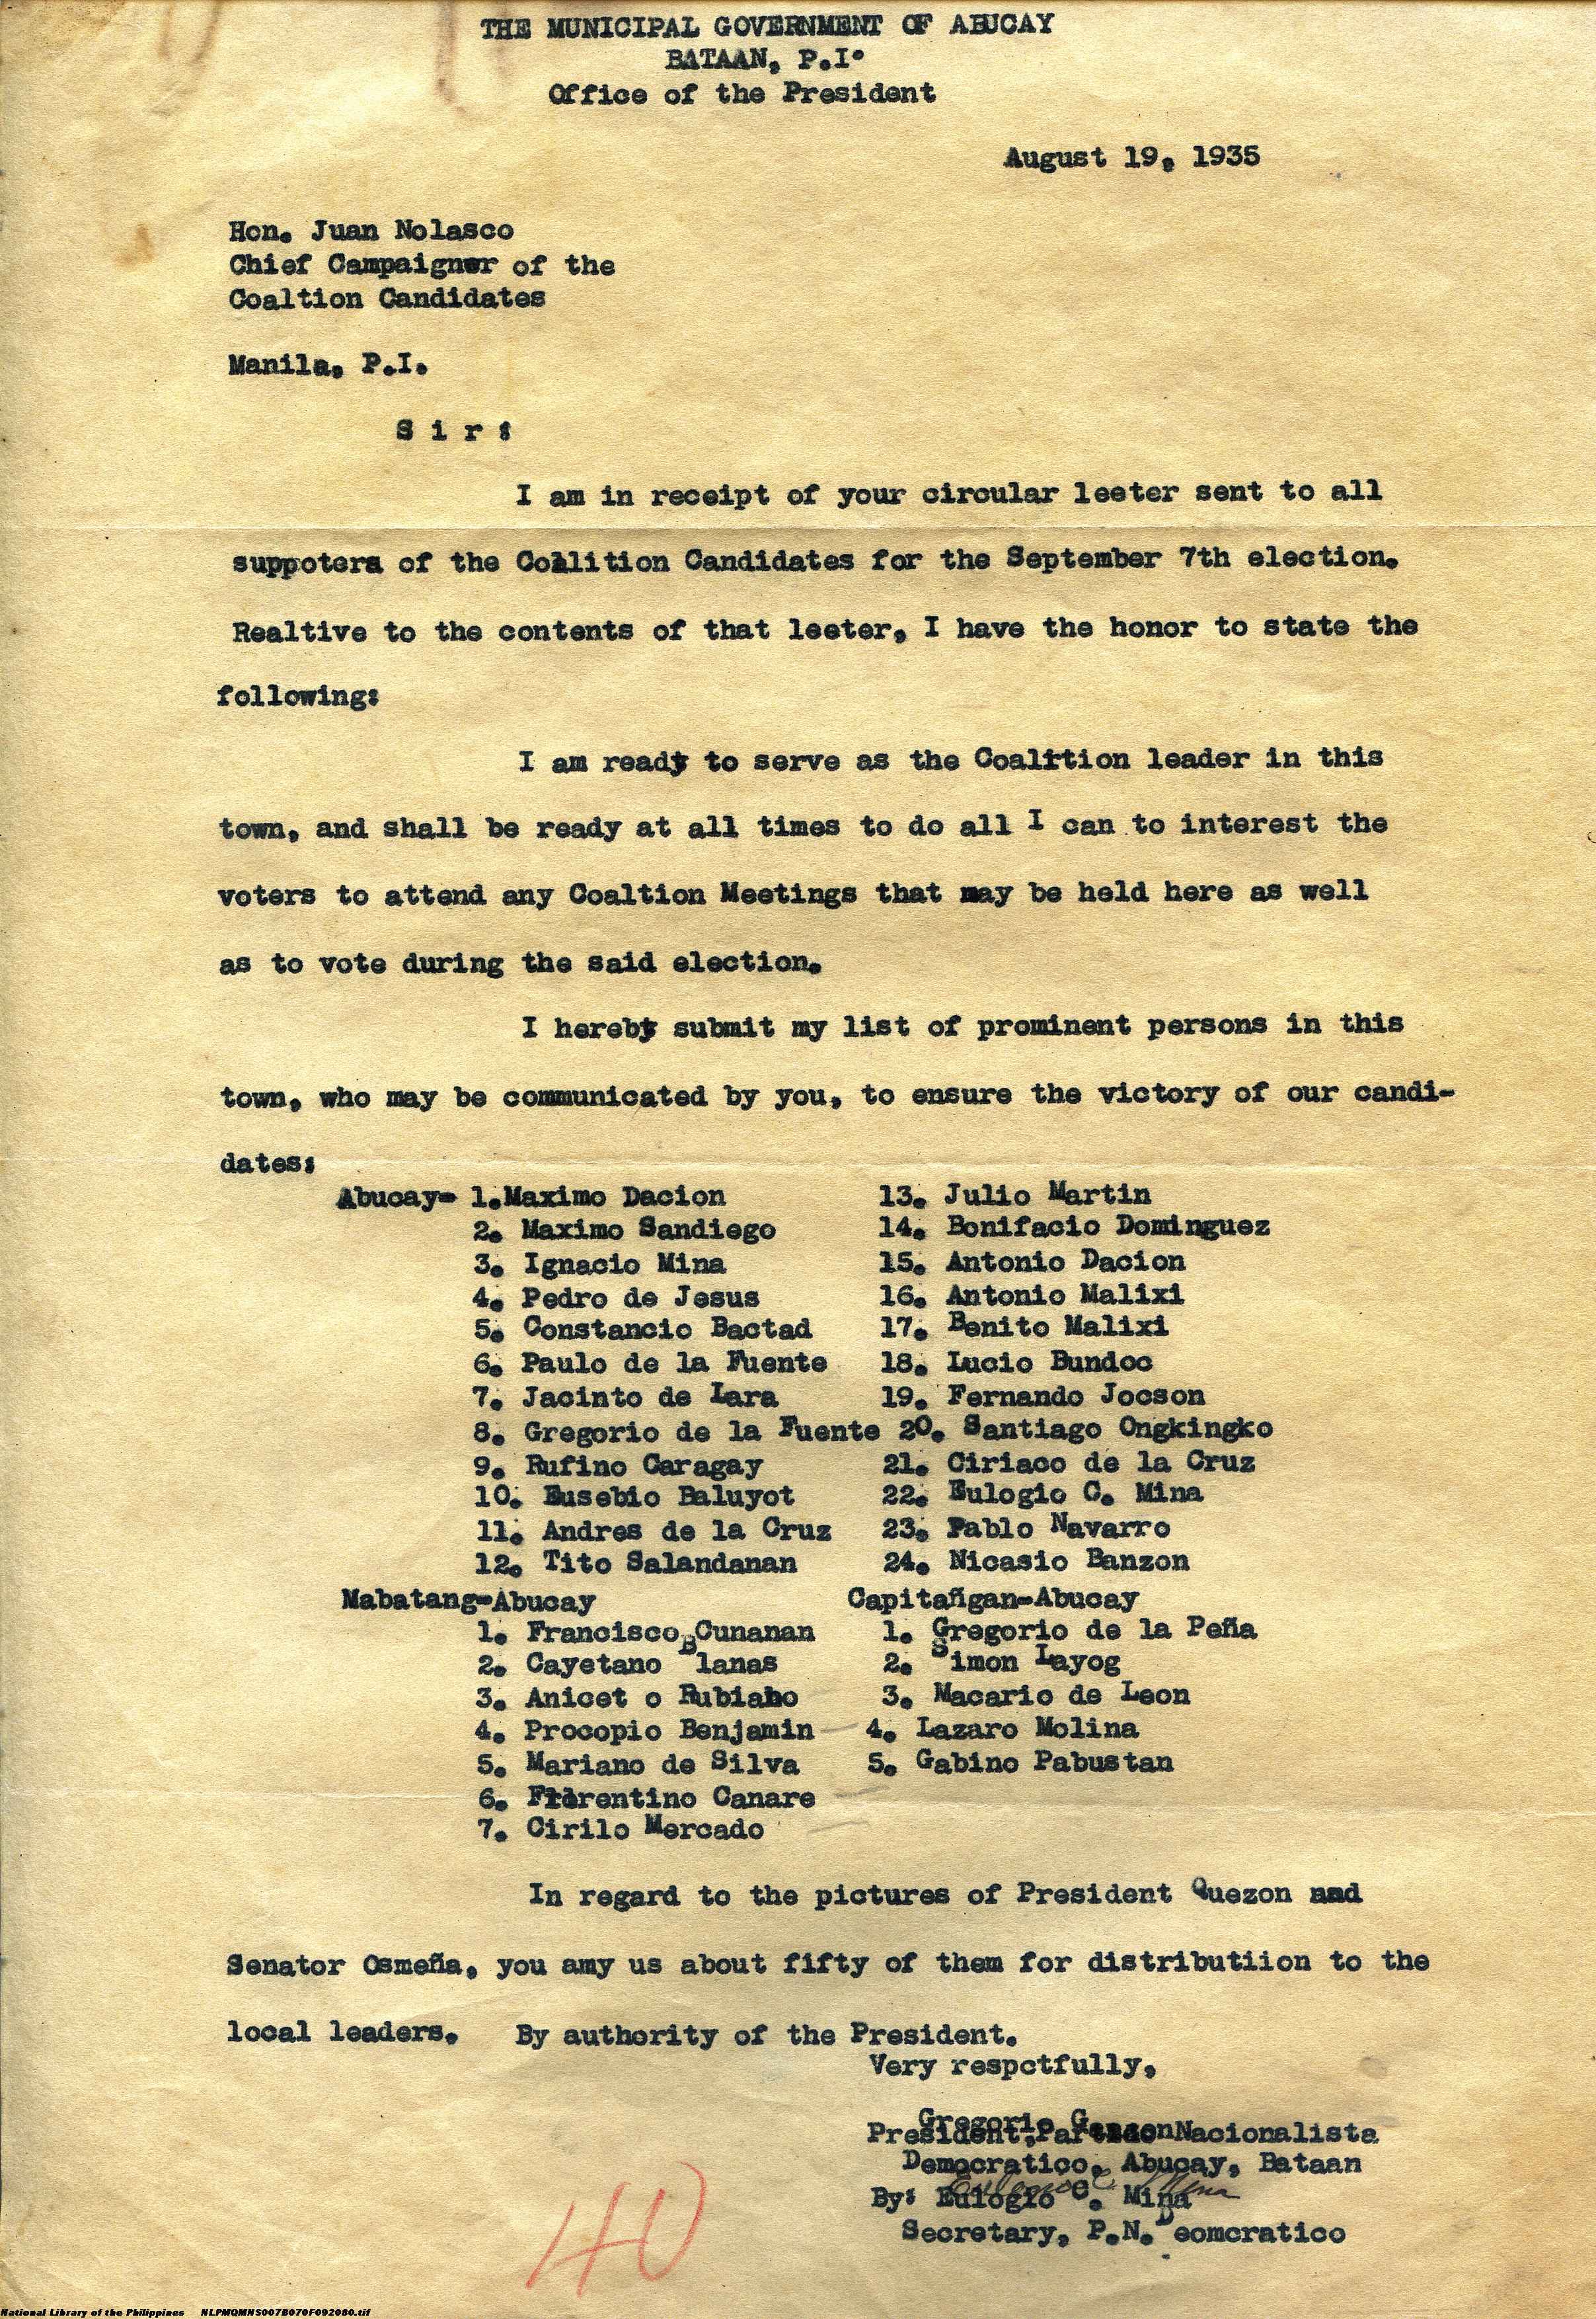 THE MUNICIPAL GOVERNMENT OF ABUCAY
BATAAN, P.I.
Office of the President
August 19, 1935
Hon. Juan Nolasco
Chief Campaigner of the
Coaltion Candidates
Manila, P.I.
S i r :
I am in receipt of your circular leeter sent to all
suppoters of the Coalition Candidates for the September 7th election.
Realtive to the contents of that leeter, I have the honor to state the
following:
I am ready to serve as the Coalition leader in this
town, and shall be ready at all times to do all I can to interest the
voters to attend any Coaltion Meetings that may be held here as well
as to vote during the said election.
I hereby submit my list of prominent persons in this
town, who may be communicated by you, to ensure the victory of our candi-
dates:
Abucay- 1.Maximo Dacion 13. Julio Martin
2. Maximo Sandiego 14. Bonifacio Dominguez
3. Ignacio Mina 15. Antonio Dacion
4. Pedro de Jesus 16. Antonio Malixi
5. Constancio Bactad 17. Benito Malixi
6. Paulo de la Fuente 18. Lucio Bundoc
7. Jacinto de Lara 19. Fernando Jocson
8. Gregorio de la Fuente 20. Santiago Ongkingko
9. Rufino Caragay 21. Ciriaco de la Cruz
10. Eusebio Baluyot 22. Eulogio C. Mina
11. Andres de la Cruz 23. Pablo Navarro
12. Tito Salandanan 24. Nicasio Banzon
Mabatang-Abucay Capitañgan-Abucay
1. Francisco Cunanan 1. Gregorio de la Peña
2. Cayetano Blanas 2. Simon Layog
3. Anicet o Rubiano 3. Macario de Leon
4. Procopio Benjamin 4. Lazaro Molina
5. Mariano de Silva 5. Gabino Pabustan
6. Florentino Canare
7. Cirilo Mercado
In regard to the pictures of President Quezon and
Senator Osmeña, you amy us about fifty of them for distributiion to the
local leaders. By authority of the President.
Very respctfully,
Gregorio
President, Partido Nacionalista
Democratico, Abucay, Bataan
By: Eulogio C. Mina
Secretary, P.N. Deomcratico
40
National Library of the Philippines NLPMQMNS007B070F092080.tif